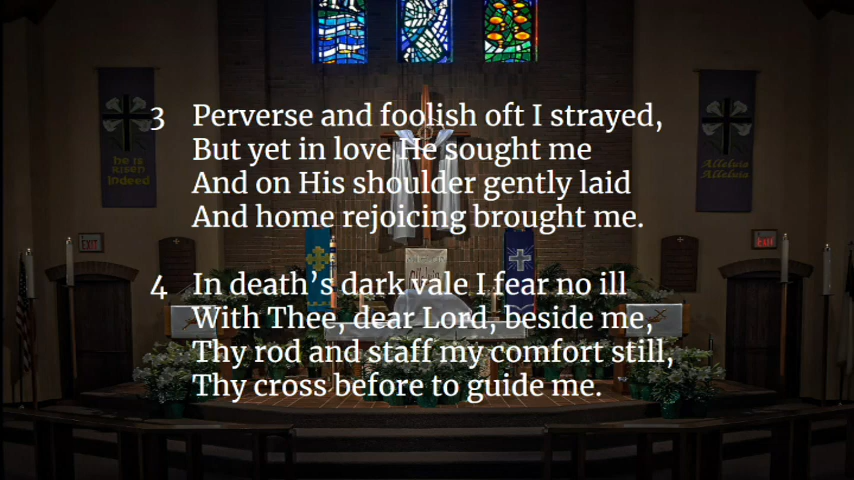 3 Perverse and foolish oft I strayed,
But yet in love He sought me
And on His shoulder gently laid
And home rejoicing brought me.
4 In death’s dark vale I fear no ill
With Thee, dear Lord, beside me,
Thy rod and staff my comfort still,
Thy cross before to guide me.
he is
risen
indeed
Alleluia
Alleluia
EXIT
EXIT